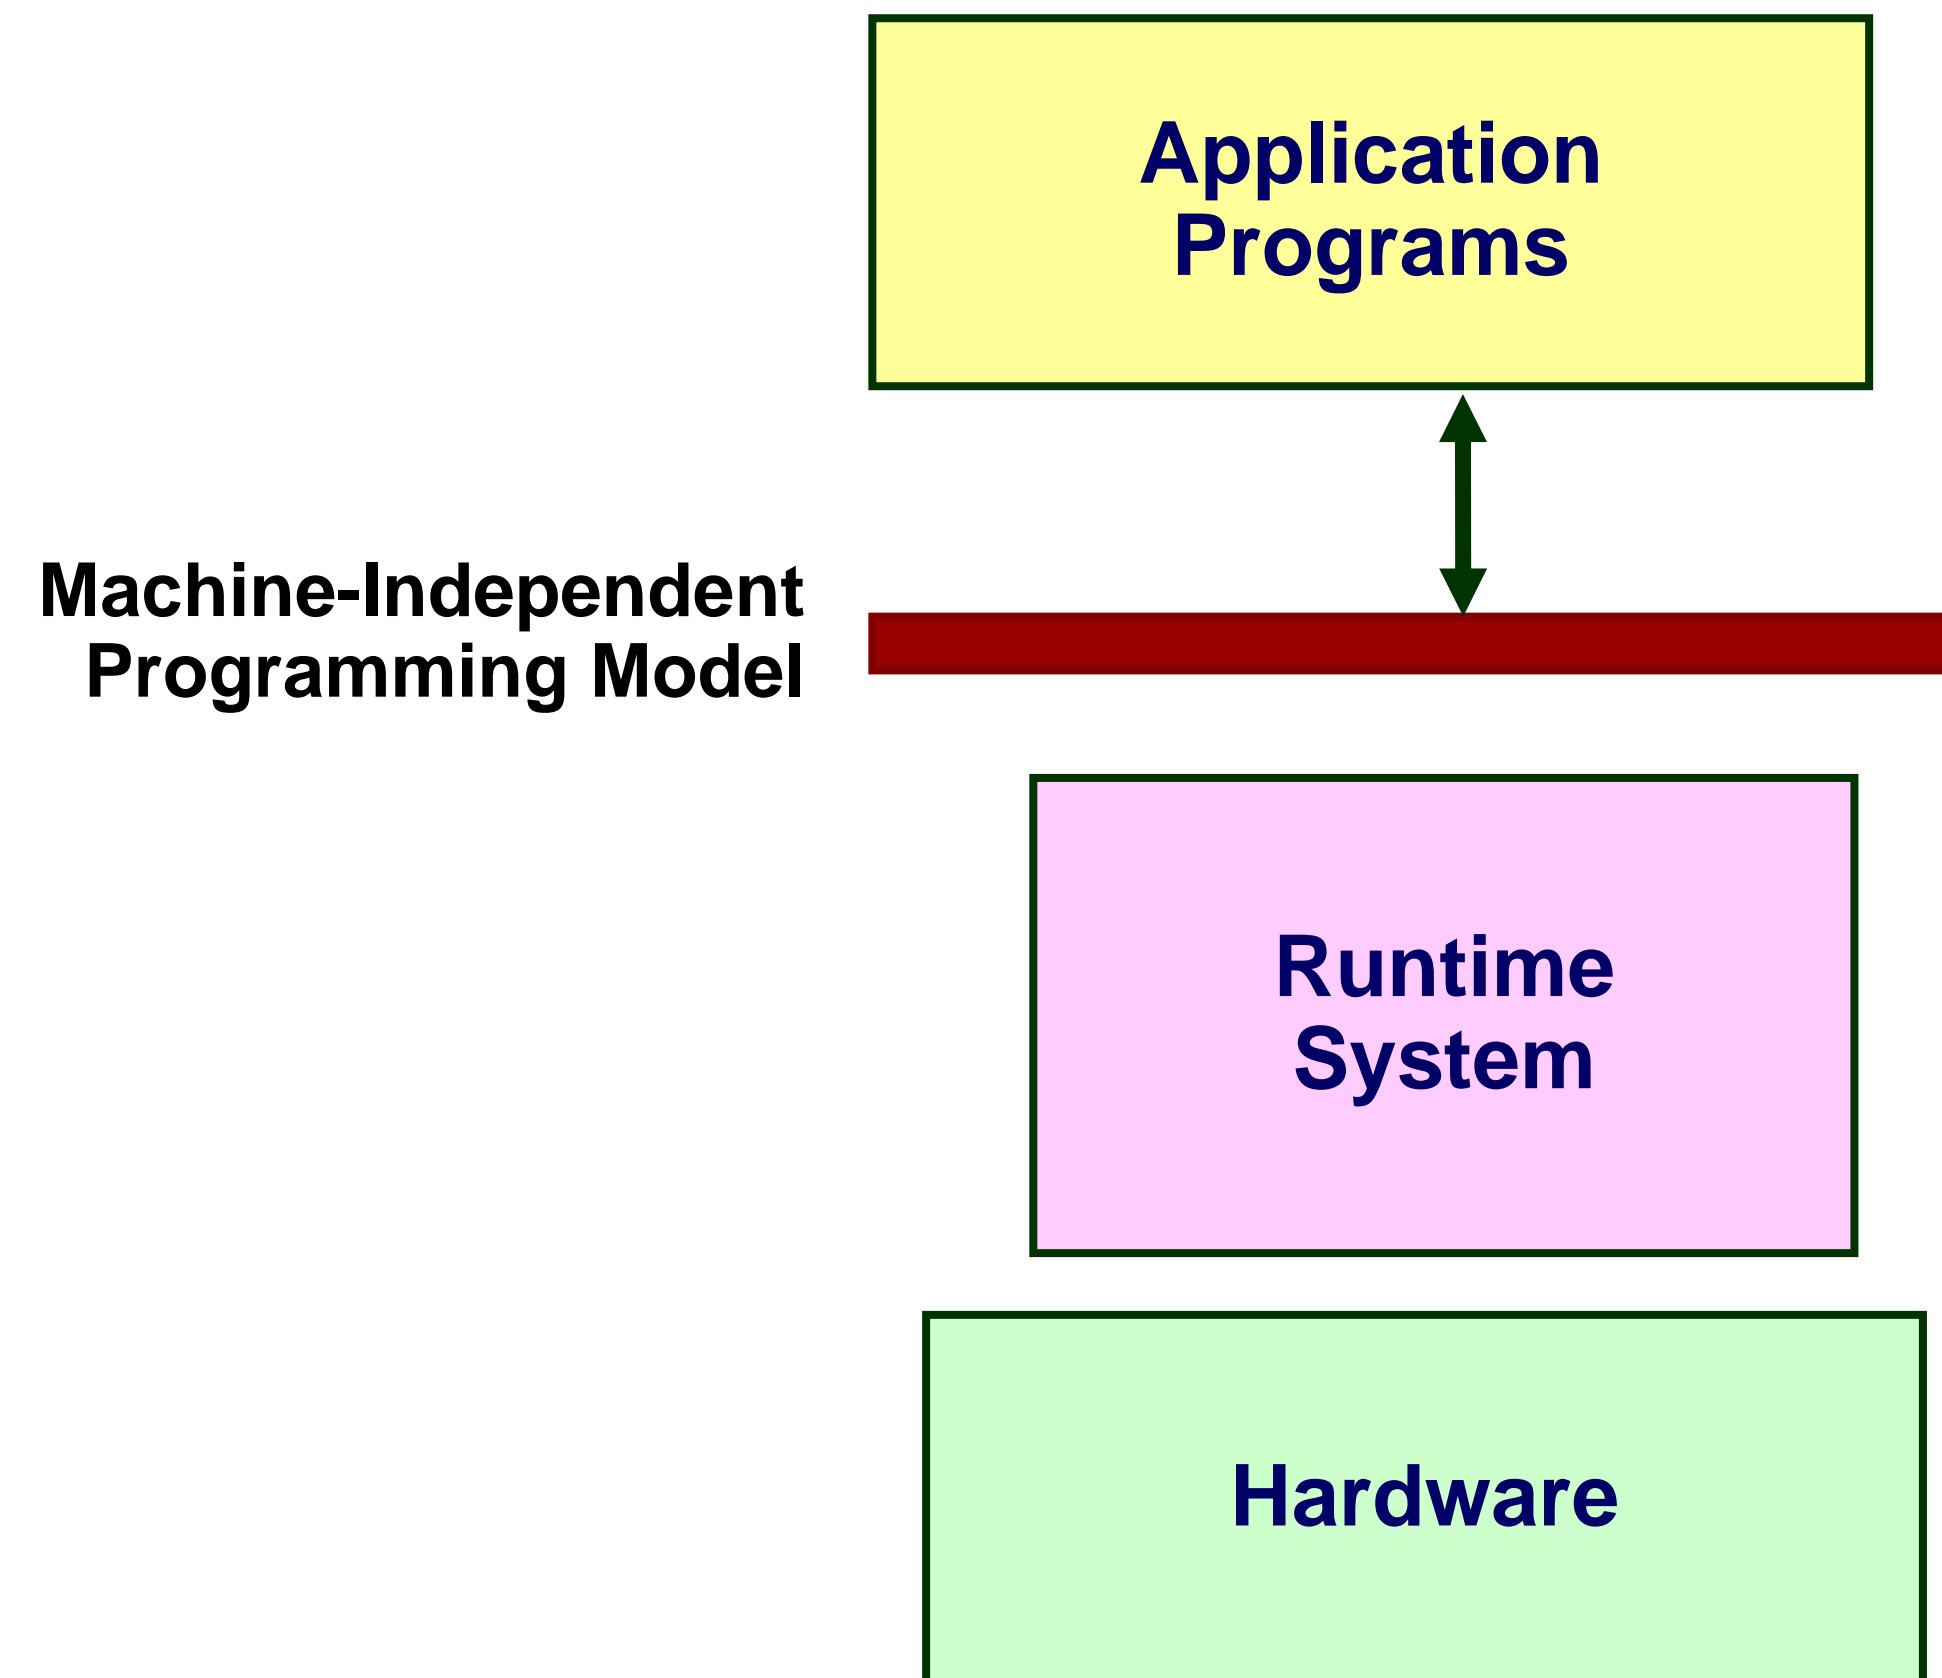 Application
Programs
Machine-Independent
Programming Model
Runtime
System
Hardware